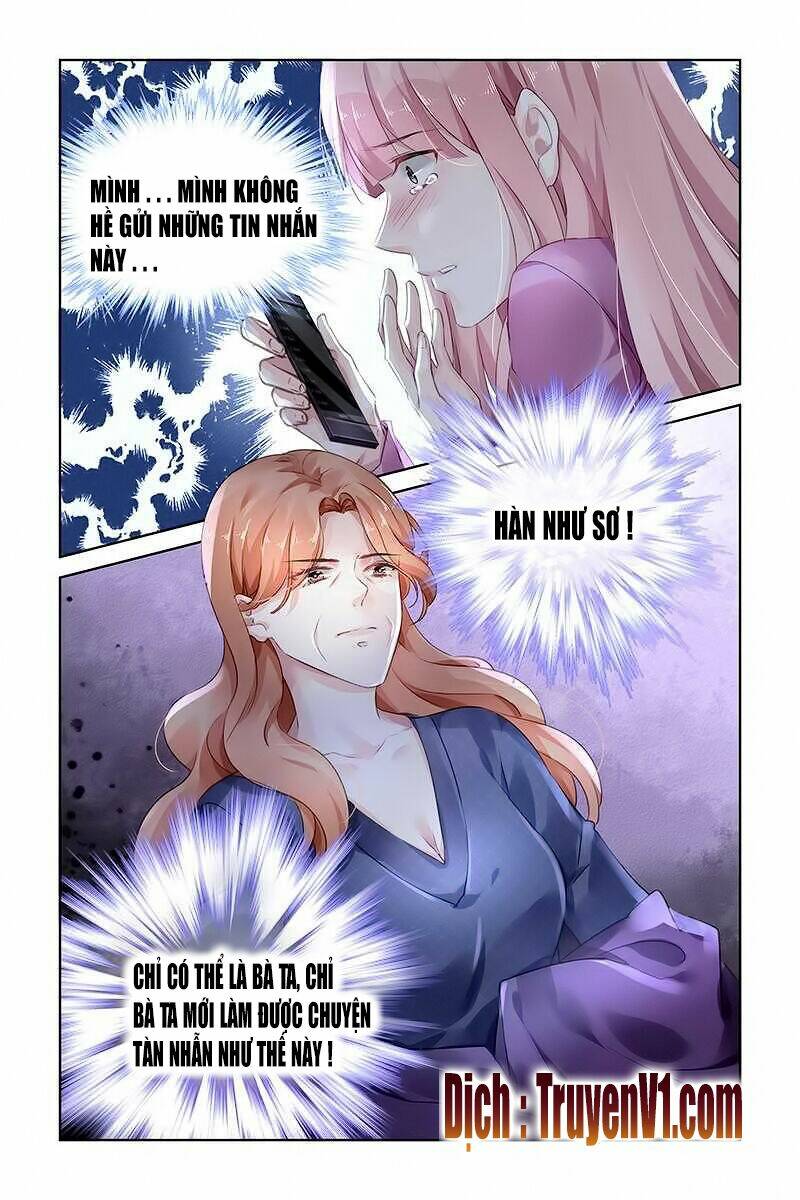 MÌNH . . . MÌNH KHÔNG
HỀ GỬI NHỮNG TIN NHẮN
NÀY . . .
HÀN NHƯ SƠ !
CHỈ CÓ THỂ LÀ BÀ TA, CHỈ
BÀ TA MỚI LÀM ĐƯỢC CHUYỆN
TÀN NHẪN NHƯ THẾ NÀY !
Dịch : TruyenV1.com